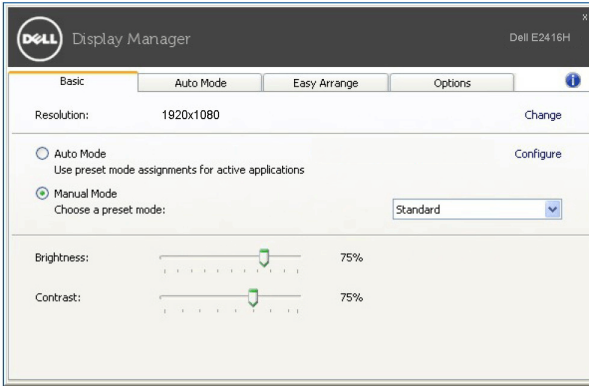 x
DELL Display Manager Dell E2416H
Basic Auto Mode Easy Arrange Options i
Resolution: 1920x1080 Change
Auto Mode Configure
Use preset mode assignments for active applications
Manual Mode
Choose a preset mode: Standard
Brightness: 75%
Contrast: 75%